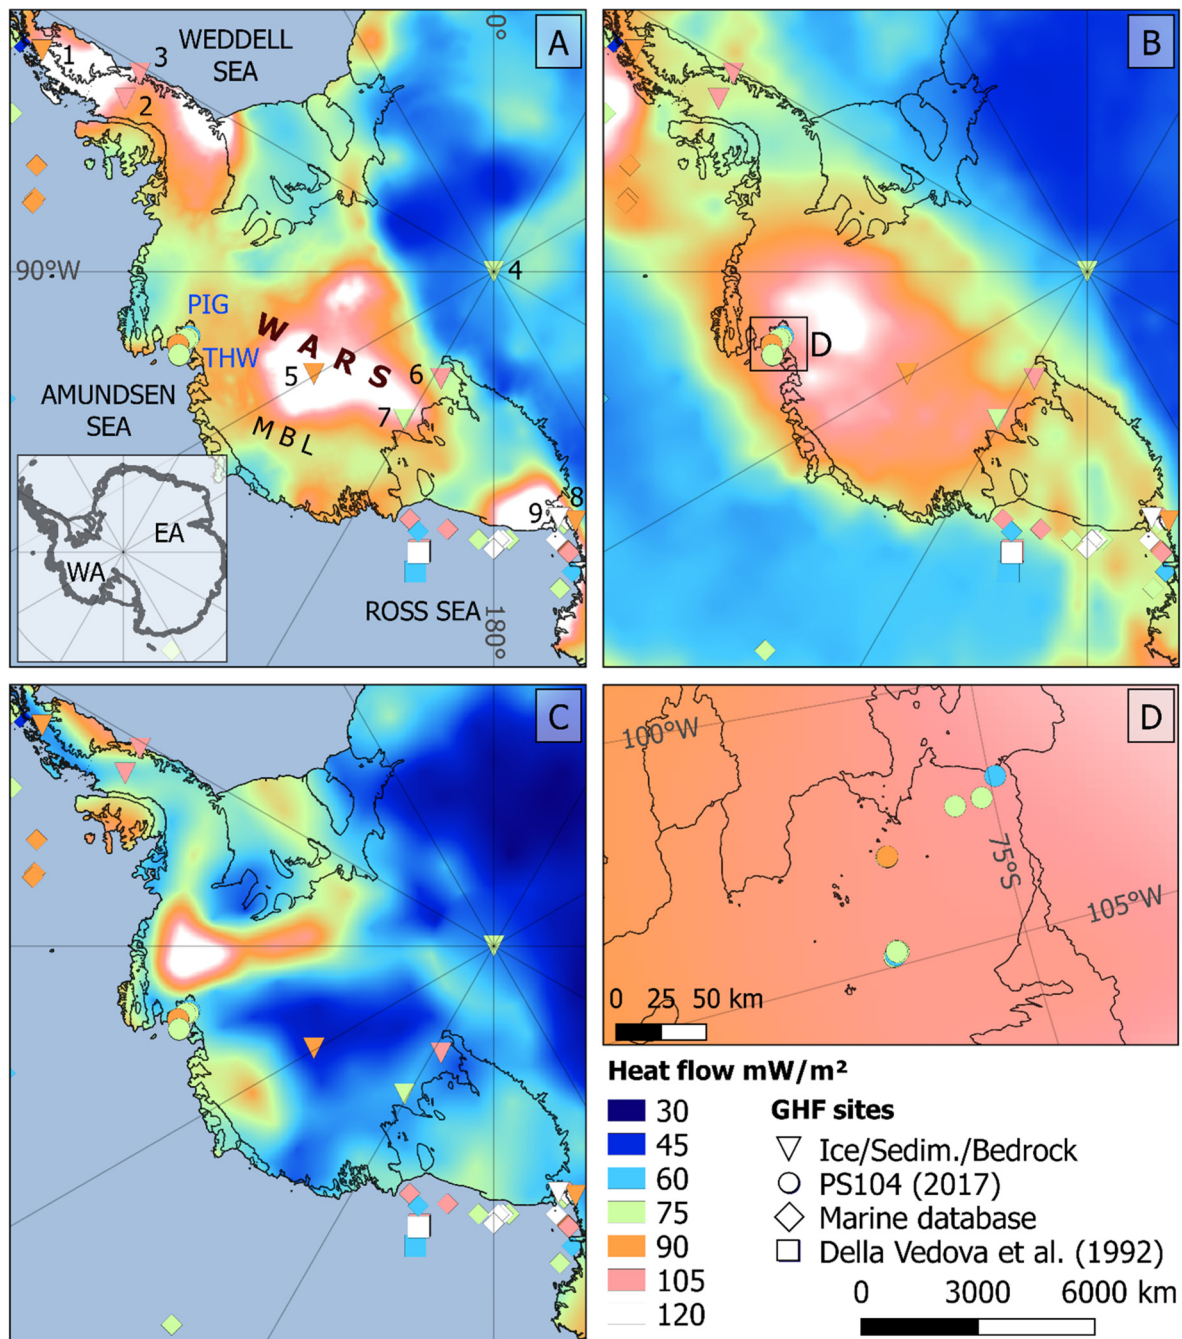 WEDDELL
SEA
0°
A
1
3
2
90°W
4
PIG
THW
WARS
5
6
7
AMUNDSEN
SEA
MBL
8
9
EA
WA
ROSS SEA
180°
B
D
C
D
100°W
75°S
105°W
0 25 50 km
Heat flow mW/m²
30
45
60
75
90
105
120
GHF sites
Ice/Sedim./Bedrock
PS104 (2017)
Marine database
Della Vedova et al. (1992)
0 3000 6000 km